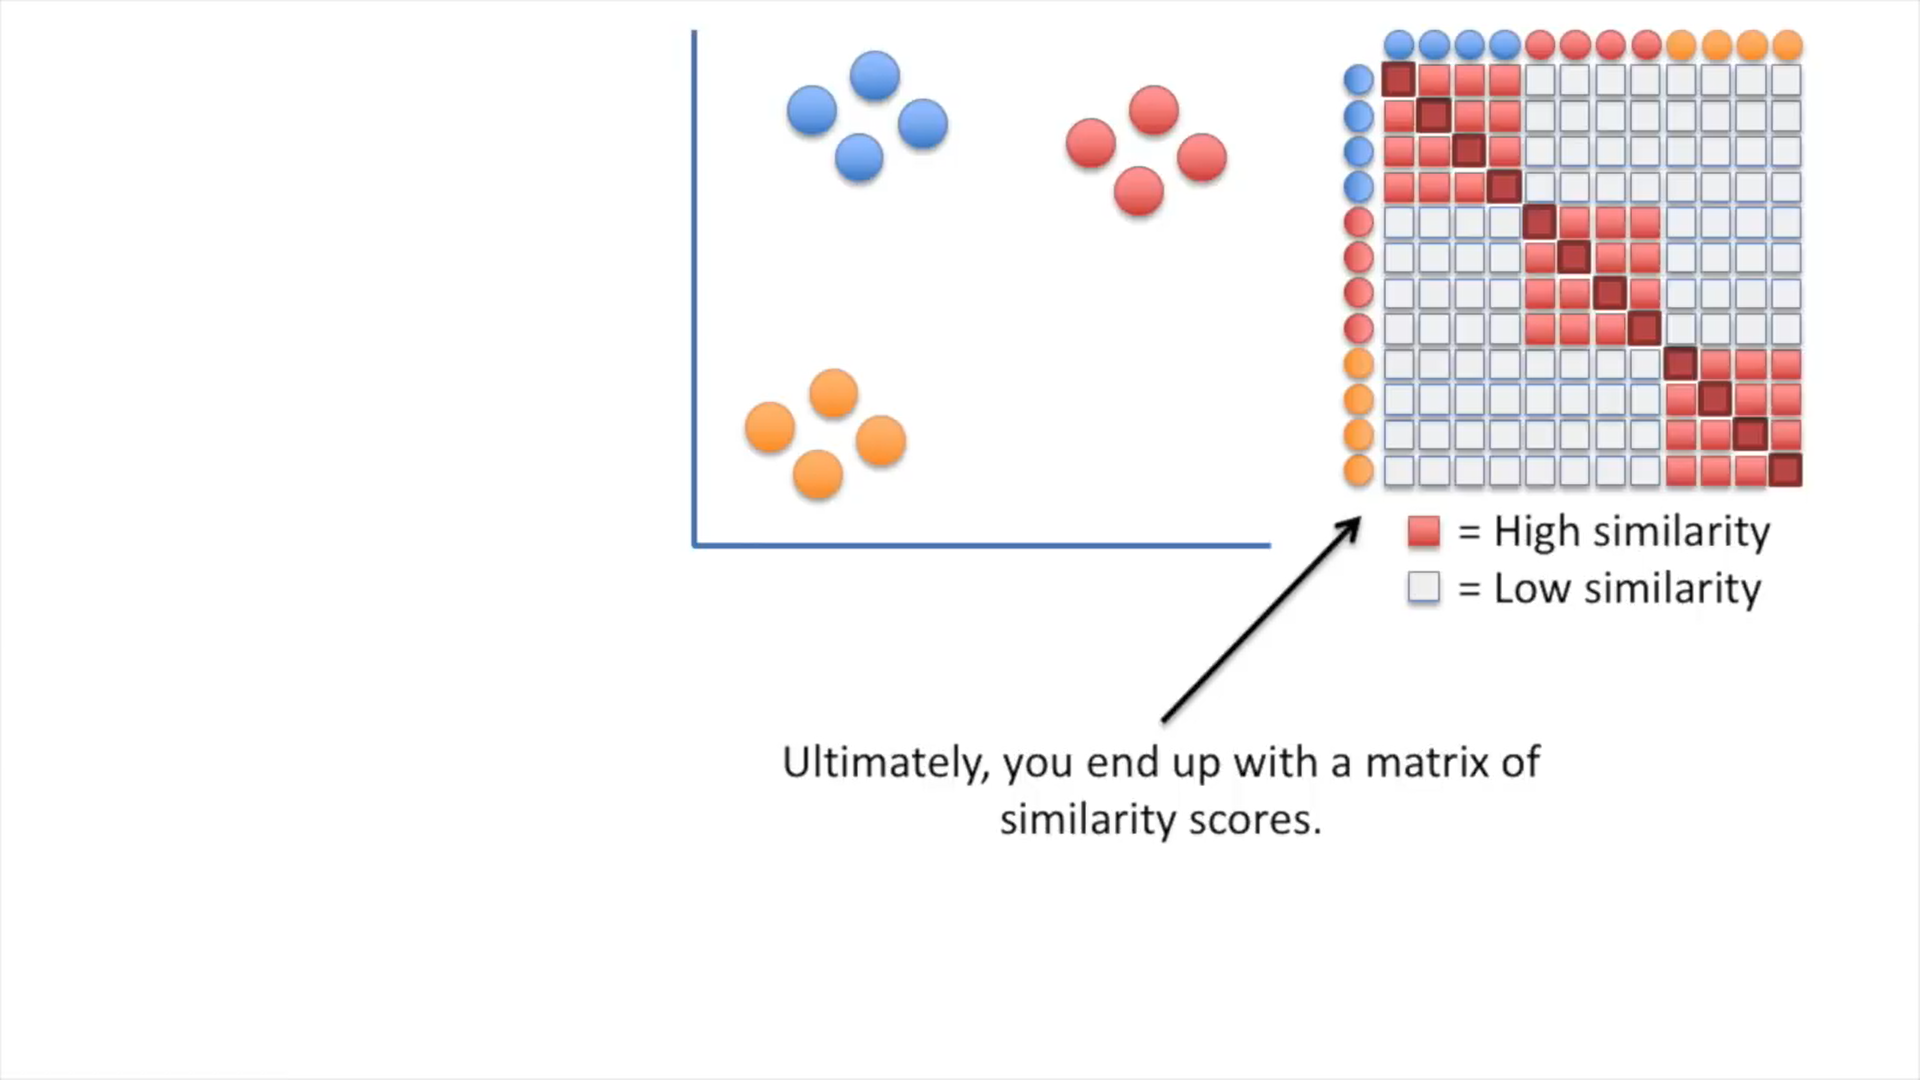 = High similarity
= Low similarity
Ultimately, you end up with a matrix of
similarity scores.